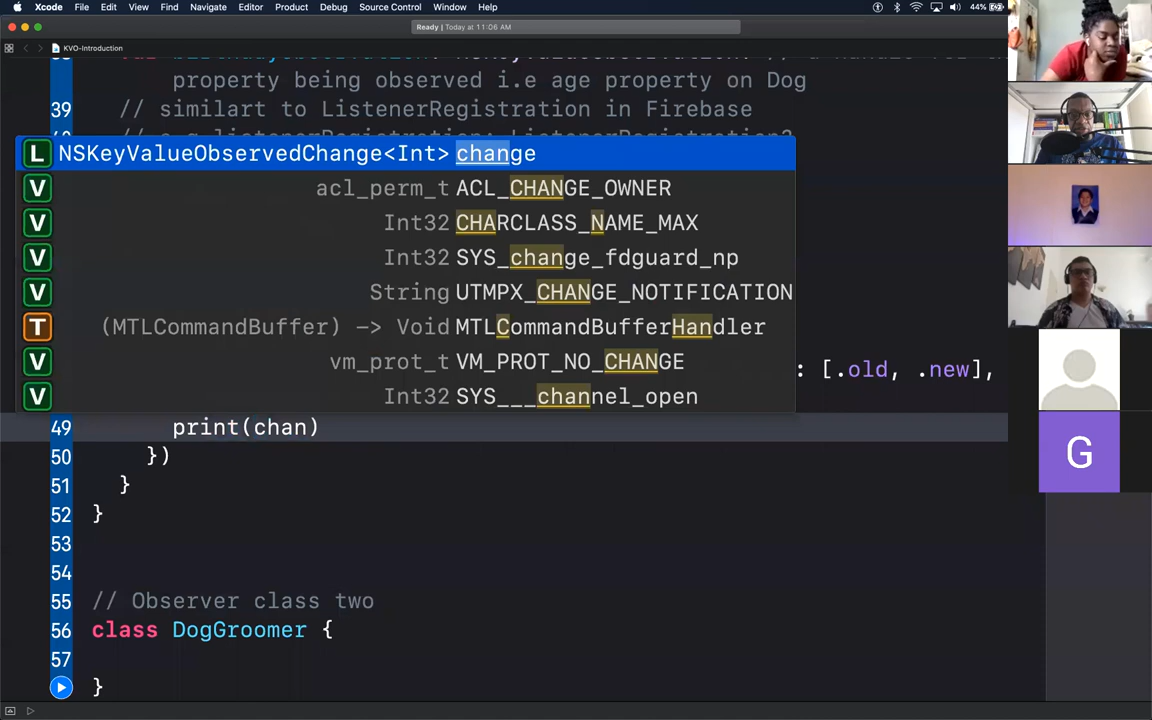 Xcode File Edit View Find Navigate Editor Product Debug Source Control Window Help 44%
Ready | Today at 11:06 AM
KVO-Introduction
property being observed i.e age property on Dog
39 // similart to ListenerRegistration in Firebase
L NSKeyValueObservedChange<Int> change
V acl_perm_t ACL_CHANGE_OWNER
V Int32 CHARCLASS_NAME_MAX
V Int32 SYS_change_fdguard_np
V String UTMPX_CHANGE_NOTIFICATION
T (MTLCommandBuffer) -> Void MTLCommandBufferHandler
V vm_prot_t VM_PROT_NO_CHANGE
: [.old, .new],
V Int32 SYS___channel_open
49 print(chan)
50 })
51 }
52 }
53
54
55 // Observer class two
56 class DogGroomer {
57
}
G